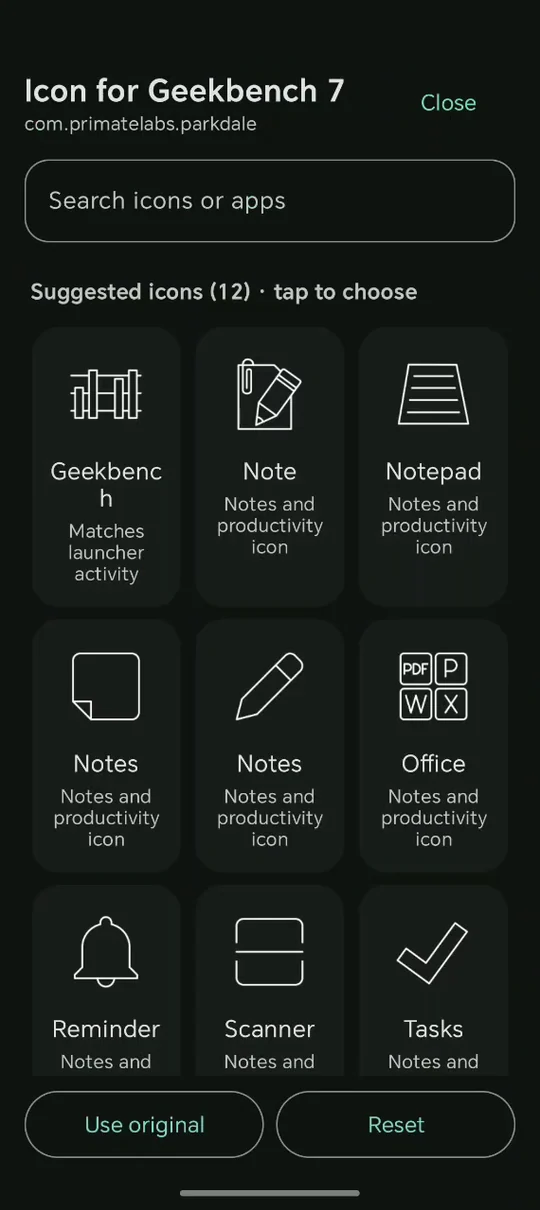 Icon for Geekbench 7
com.primatelabs.parkdale
Close
Search icons or apps
Suggested icons (12) · tap to choose
Geekbenc
h
Matches
launcher
activity
Note
Notes and
productivity
icon
Notepad
Notes and
productivity
icon
Notes
Notes and
productivity
icon
Notes
Notes and
productivity
icon
PDF P
W X
Office
Notes and
productivity
icon
Reminder
Notes and
Scanner
Notes and
Tasks
Notes and
Use original
Reset